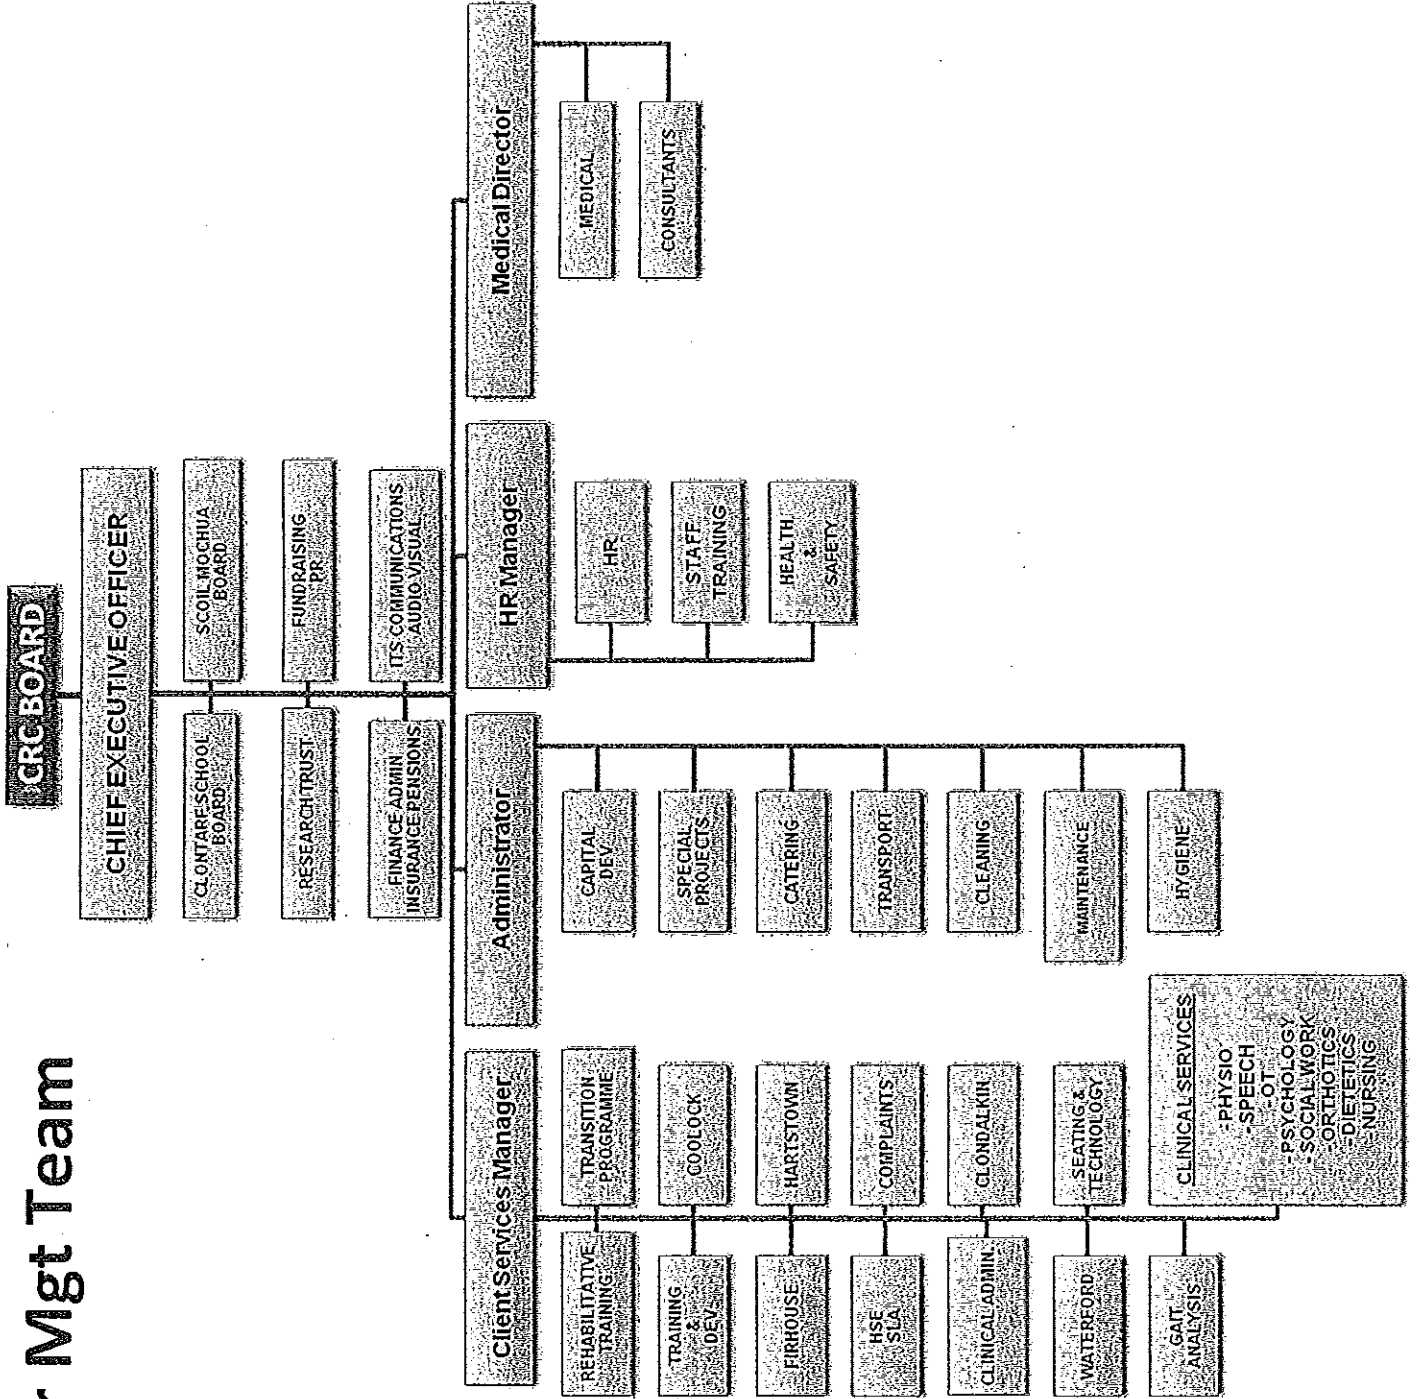 r Mgt Team
CRC BOARD
CHIEF EXECUTIVE OFFICER
CLONTARF SCHOOL
BOARD
SCOIL MOCHUA
BOARD
RESEARCH TRUST
FUNDRAISING
PR
FINANCE ADMIN
INSURANCE PENSIONS
ITS COMMUNICATIONS
AUDIO VISUAL
Client Services Manager
Administrator
HR Manager
Medical Director
REHABILITATIVE
TRAINING
TRANSITION
PROGRAMME
TRAINING
&
DEV
COOLOCK
FIRHOUSE
HARTSTOWN
HSE
SLA
COMPLAINTS
CLINICAL ADMIN.
CLONDALKIN
WATERFORD
SEATING &
TECHNOLOGY
GAIT
ANALYSIS
CLINICAL SERVICES
-PHYSIO
-SPEECH
-OT
-PSYCHOLOGY
-SOCIAL WORK
-ORTHOTICS
-DIETETICS
-NURSING
CAPITAL
DEV
SPECIAL
PROJECTS
CATERING
TRANSPORT
CLEANING
MAINTENANCE
HYGIENE
HR
STAFF
TRAINING
HEALTH
&
SAFETY
MEDICAL
CONSULTANTS